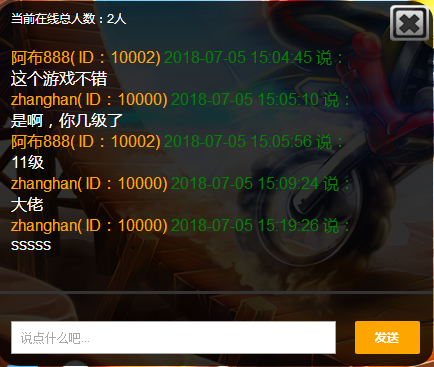 当前在线总人数：2人
阿布888( ID：10002) 2018-07-05 15:04:45 说：
这个游戏不错
zhanghan( ID：10000) 2018-07-05 15:05:10 说：
是啊，你几级了
阿布888( ID：10002) 2018-07-05 15:05:56 说：
11级
zhanghan( ID：10000) 2018-07-05 15:09:24 说：
大佬
zhanghan( ID：10000) 2018-07-05 15:19:26 说：
sssss
说点什么吧... 发送